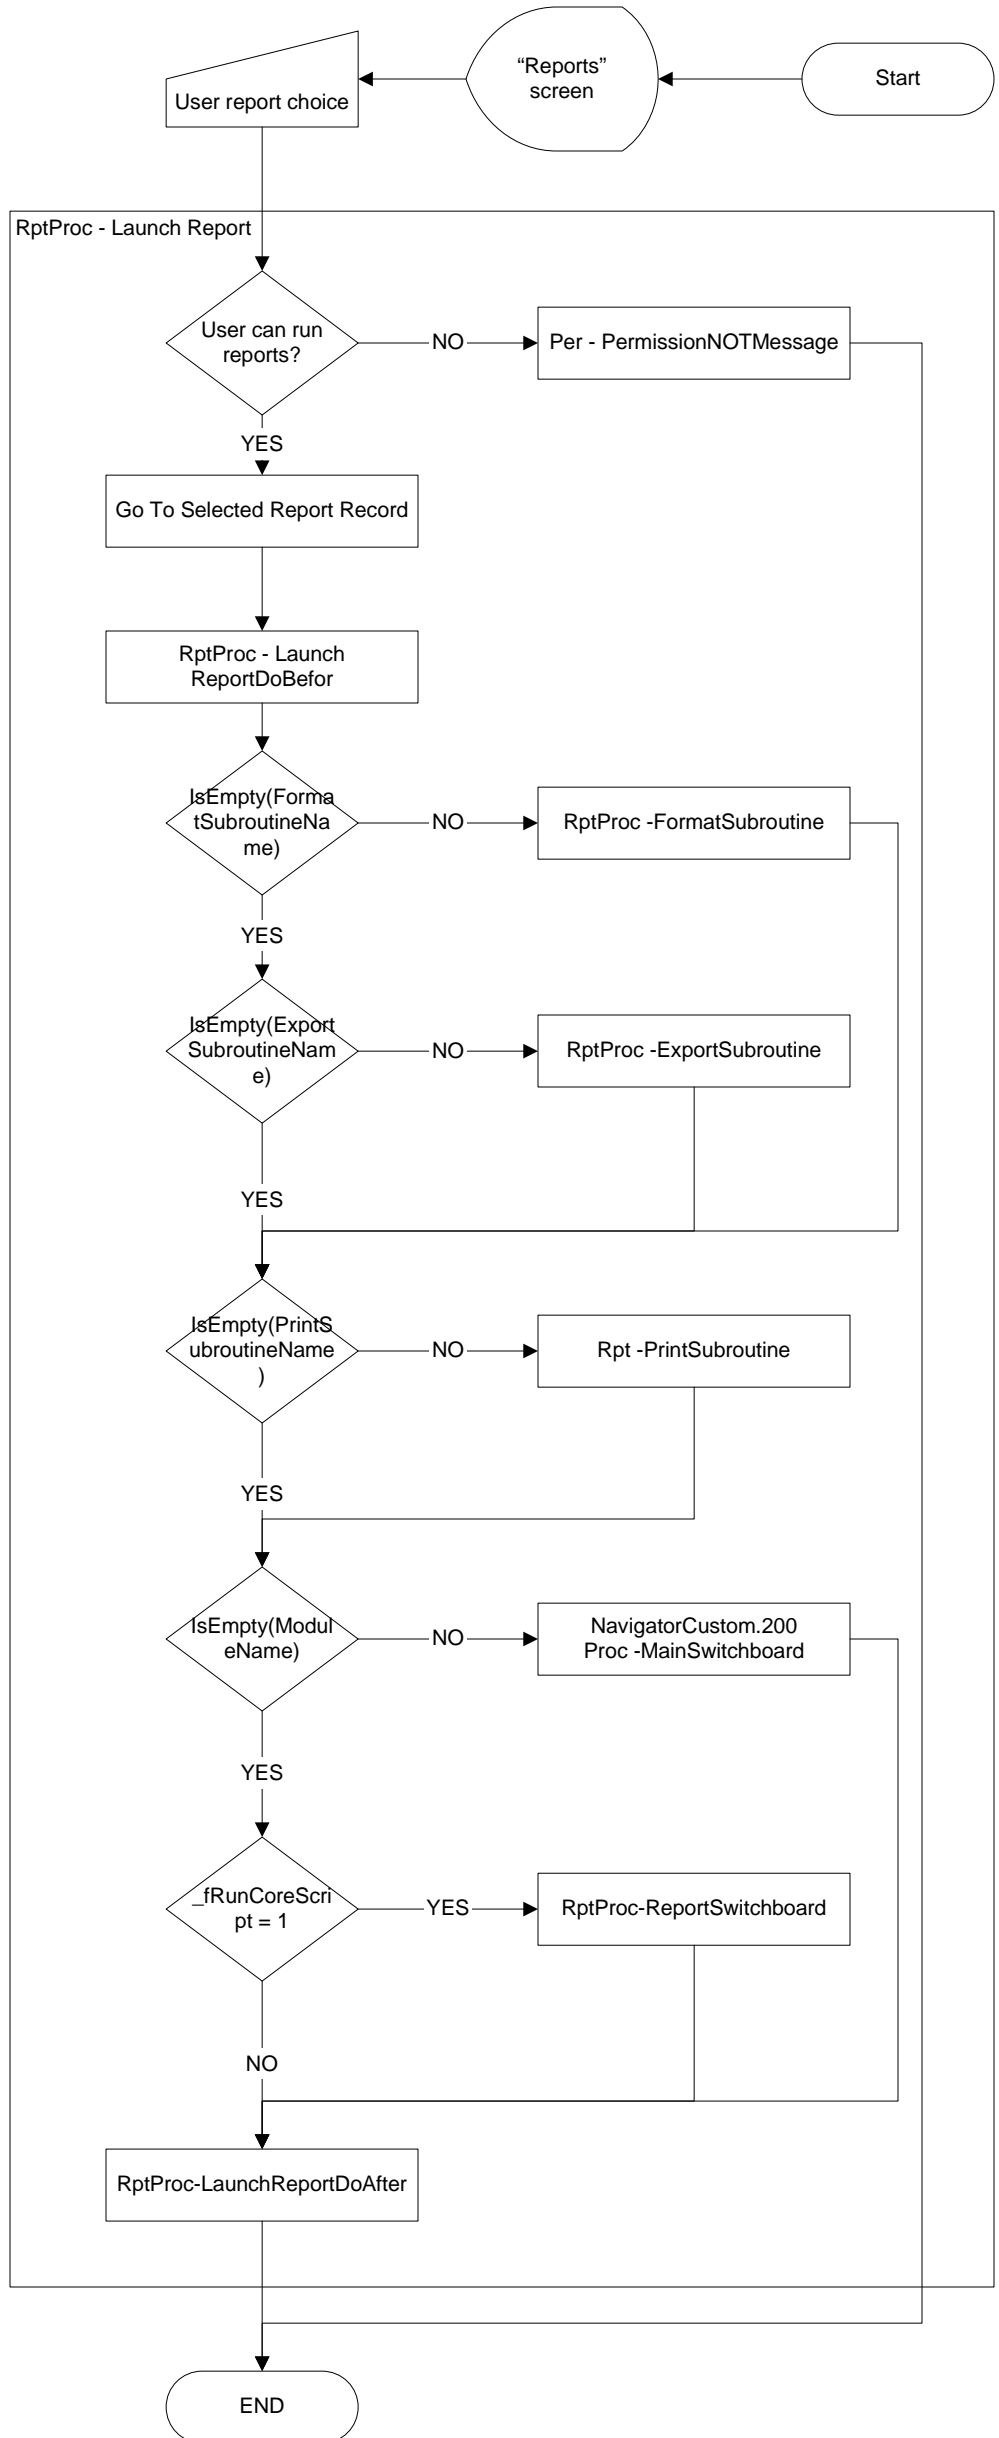 User report choice
“Reports”
screen
Start
RptProc - Launch Report
User can run
reports?
NO
Per - PermissionNOTMessage
YES
Go To Selected Report Record
RptProc - Launch
ReportDoBefor
IsEmpty(Forma
tSubroutineNa
me)
NO
RptProc -FormatSubroutine
YES
IsEmpty(Export
SubroutineNam
e)
NO
RptProc -ExportSubroutine
YES
IsEmpty(PrintS
ubroutineName
)
NO
Rpt -PrintSubroutine
YES
IsEmpty(Modul
eName)
NO
NavigatorCustom.200
Proc -MainSwitchboard
YES
_fRunCoreScri
pt = 1
YES
RptProc-ReportSwitchboard
NO
RptProc-LaunchReportDoAfter
END